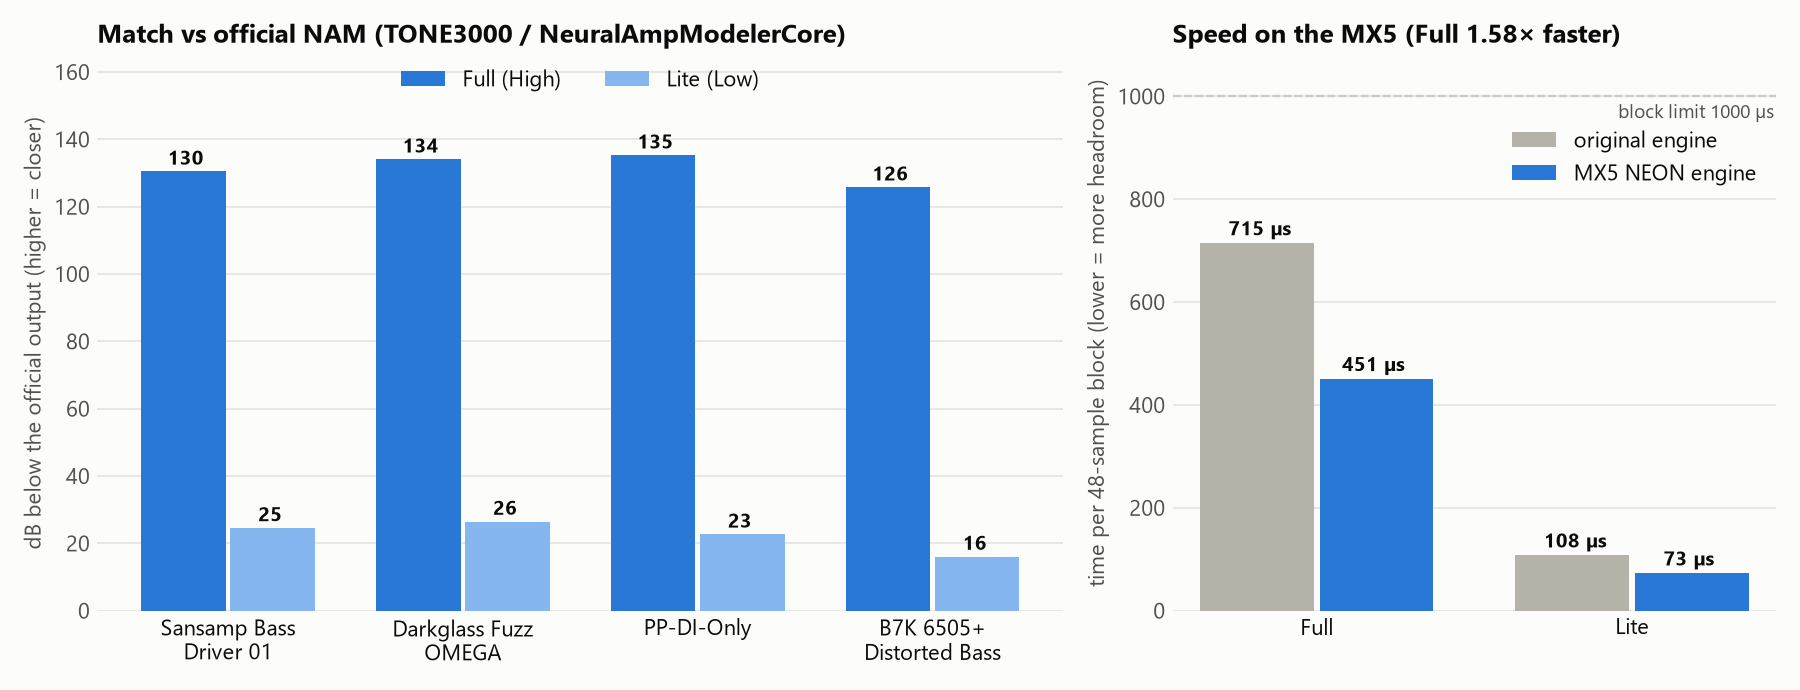 Match vs official NAM (TONE3000 / NeuralAmpModelerCore)
dB below the official output (higher = closer)
160
140
120
100
80
60
40
20
0
Full (High)
Lite (Low)
130
25
134
26
135
23
126
16
Sansamp Bass
Driver 01
Darkglass Fuzz
OMEGA
PP-DI-Only
B7K 6505+
Distorted Bass
Speed on the MX5 (Full 1.58× faster)
time per 48-sample block (lower = more headroom)
1000
800
600
400
200
0
block limit 1000 µs
original engine
MX5 NEON engine
715 µs
451 µs
108 µs
73 µs
Full
Lite